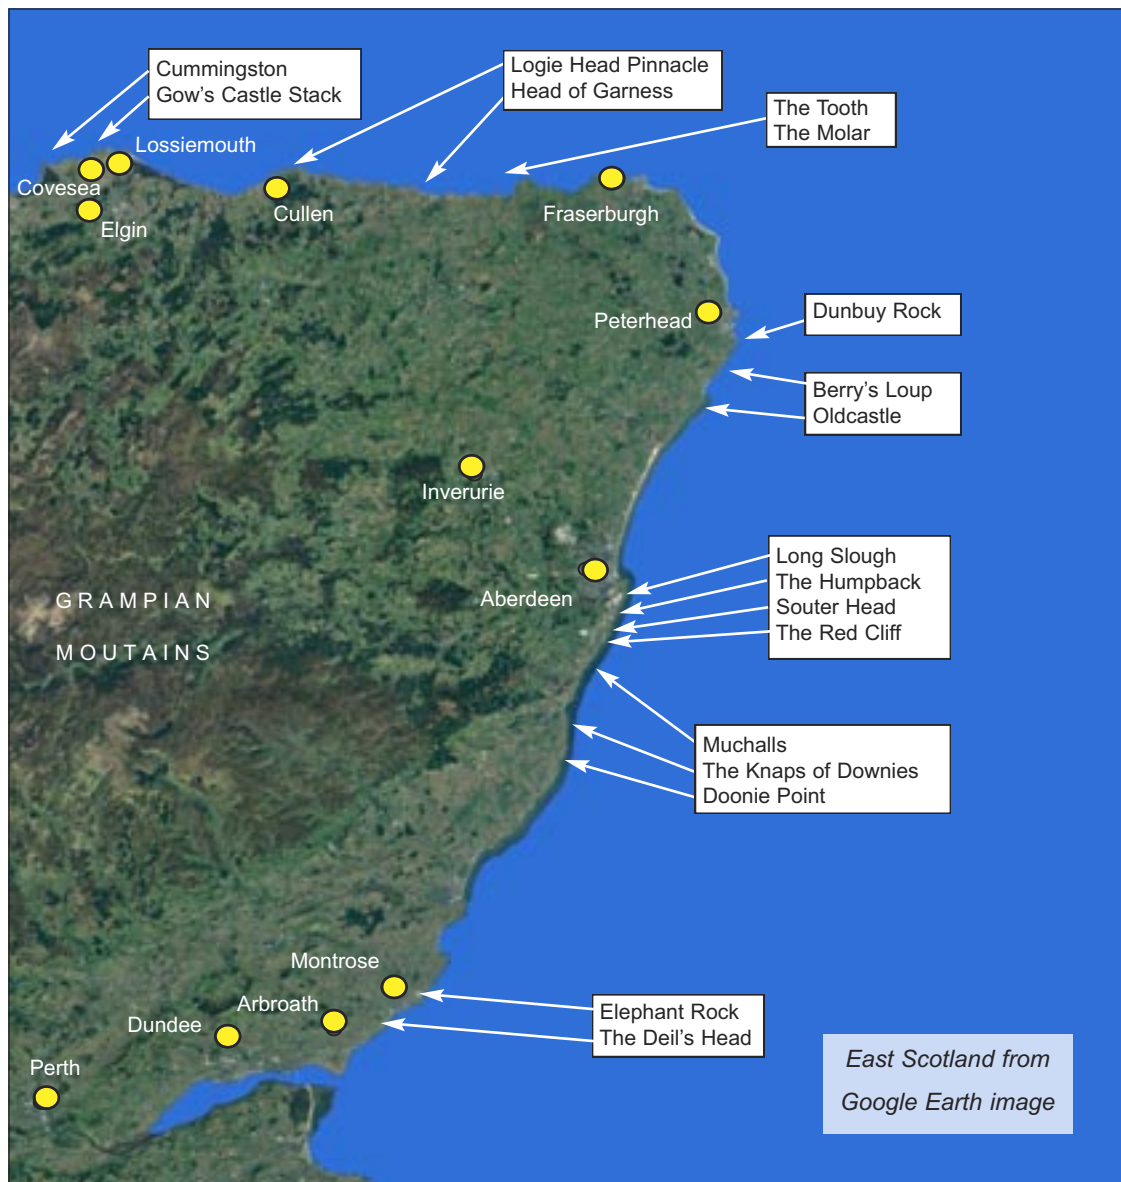 Cummingston
Gow's Castle Stack
Logie Head Pinnacle
Head of Garness
The Tooth
The Molar
Lossiemouth
Covesea
Elgin
Cullen
Fraserburgh
Peterhead
Dunbuy Rock
Berry's Loup
Oldcastle
Inverurie
Aberdeen
Long Slough
The Humpback
Souter Head
The Red Cliff
GRAMPIAN
MOUTAINS
Muchalls
The Knaps of Downies
Doonie Point
Montrose
Arbroath
Dundee
Perth
Elephant Rock
The Deil's Head
East Scotland from
Google Earth image